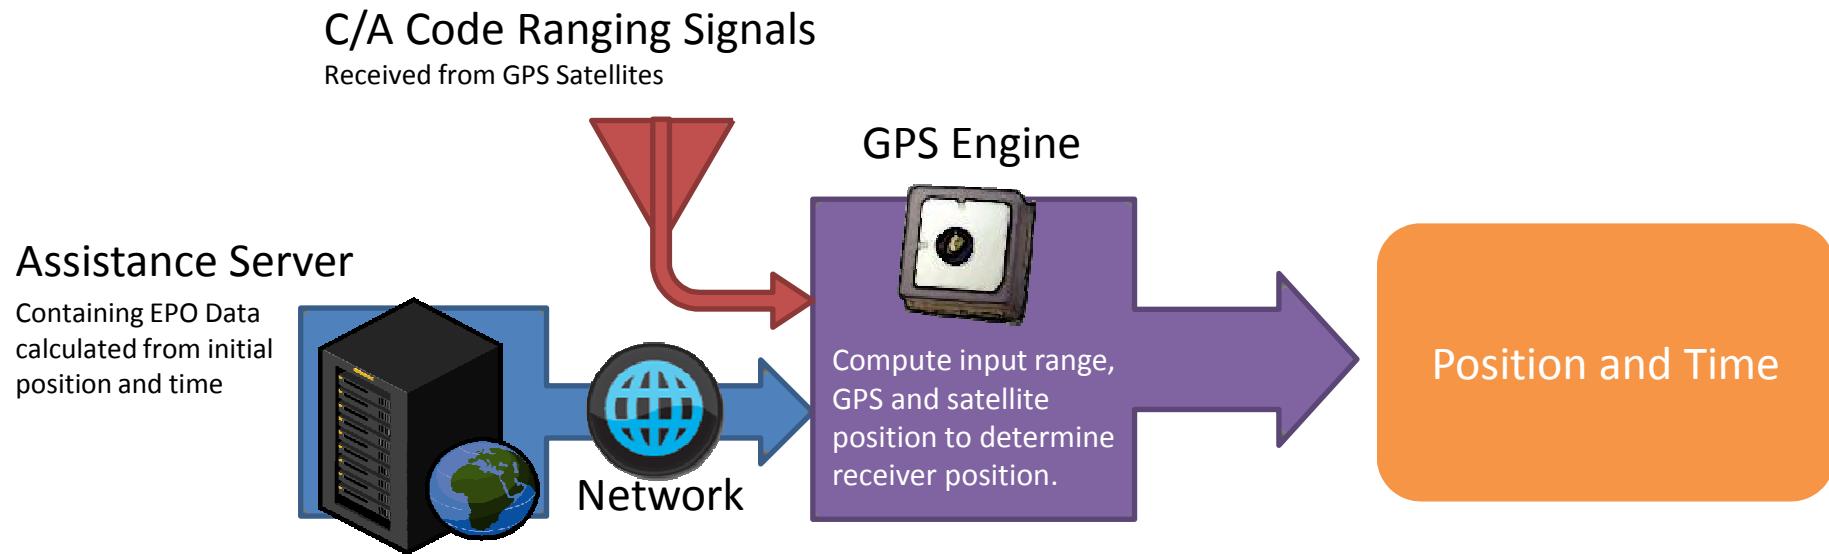 C/A Code Ranging Signals
Received from GPS Satellites
GPS Engine
Assistance Server
Containing EPO Data
calculated from initial
position and time
Network
Compute input range,
GPS and satellite
position to determine
receiver position.
Position and Time